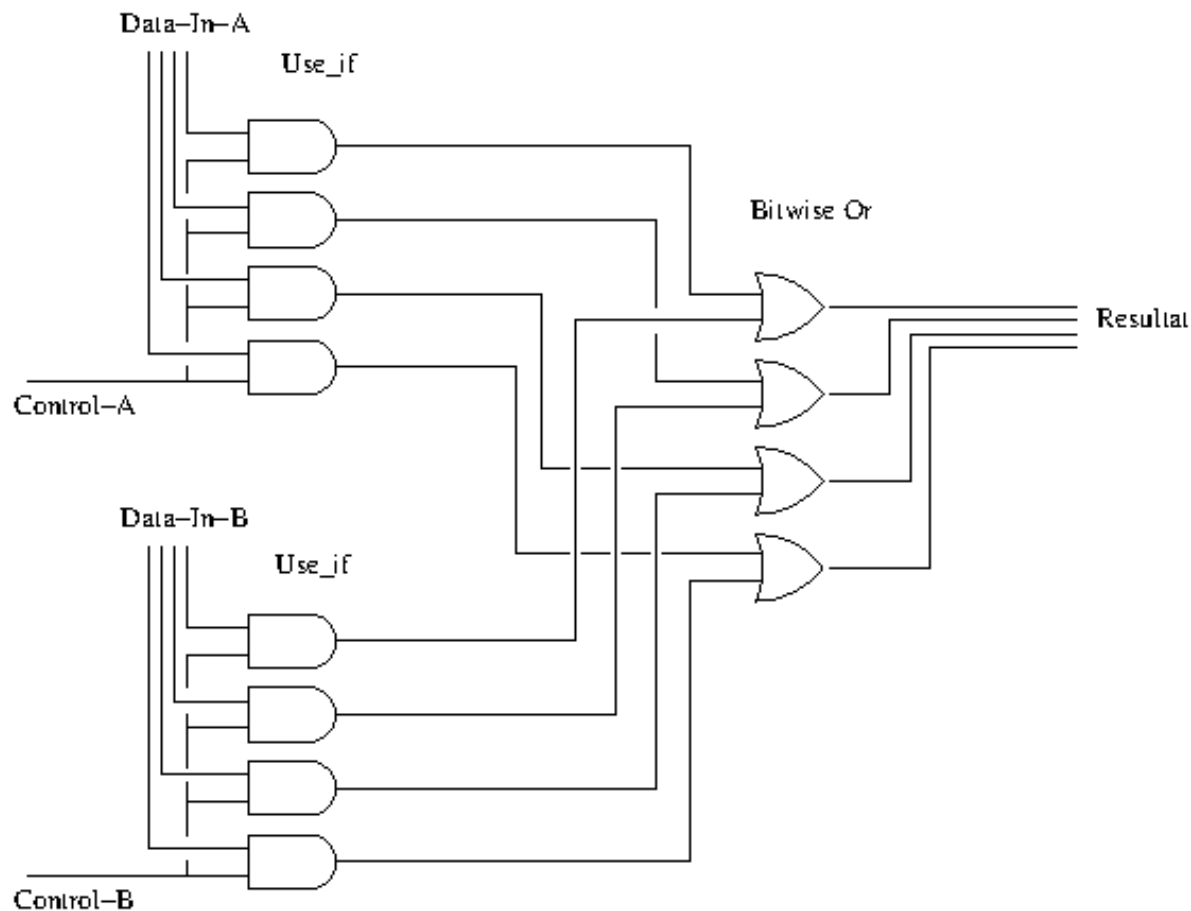 Data-In-A
Use_if
Bitwise Or
Resultat
Control-A
Data-In-B
Use_if
Control-B